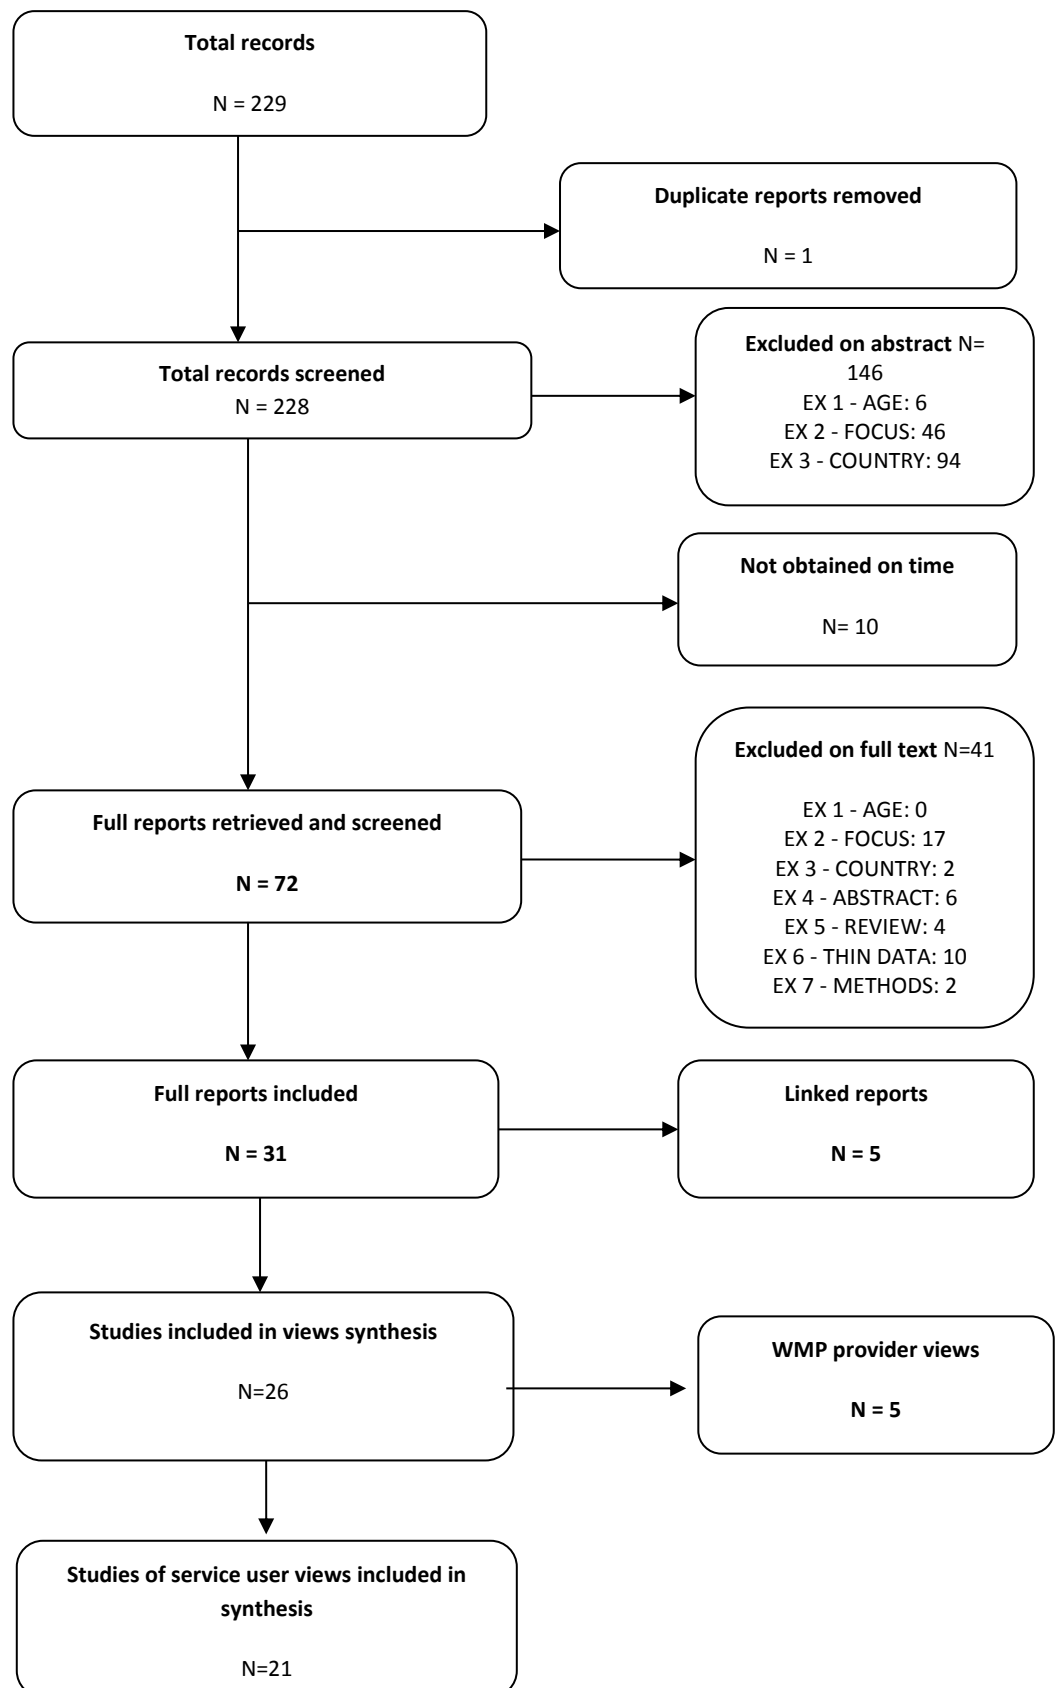 Total records
N = 229
Duplicate reports removed
N = 1
Total records screened
N = 228
Excluded on abstract N=
146
EX 1 - AGE: 6
EX 2 - FOCUS: 46
EX 3 - COUNTRY: 94
Not obtained on time
N= 10
Full reports retrieved and screened
N = 72
Excluded on full text N=41
EX 1 - AGE: 0
EX 2 - FOCUS: 17
EX 3 - COUNTRY: 2
EX 4 - ABSTRACT: 6
EX 5 - REVIEW: 4
EX 6 - THIN DATA: 10
EX 7 - METHODS: 2
Full reports included
N = 31
Linked reports
N = 5
Studies included in views synthesis
N=26
WMP provider views
N = 5
Studies of service user views included in
synthesis
N=21